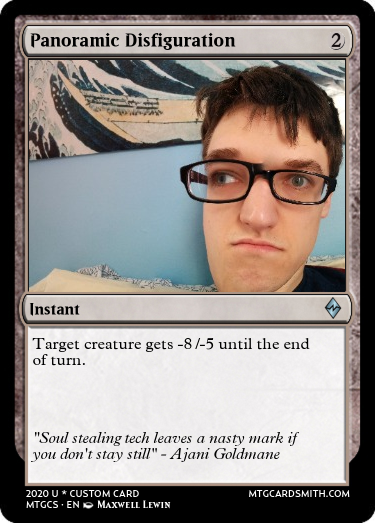 Panoramic Disfiguration 2
Instant
Target creature gets -8/-5 until the end
of turn.
"Soul stealing tech leaves a nasty mark if
you don't stay still" - Ajani Goldmane
2020 U * CUSTOM CARD
MTGCARDSMITH.COM
MTGCS · EN Maxwell Lewin